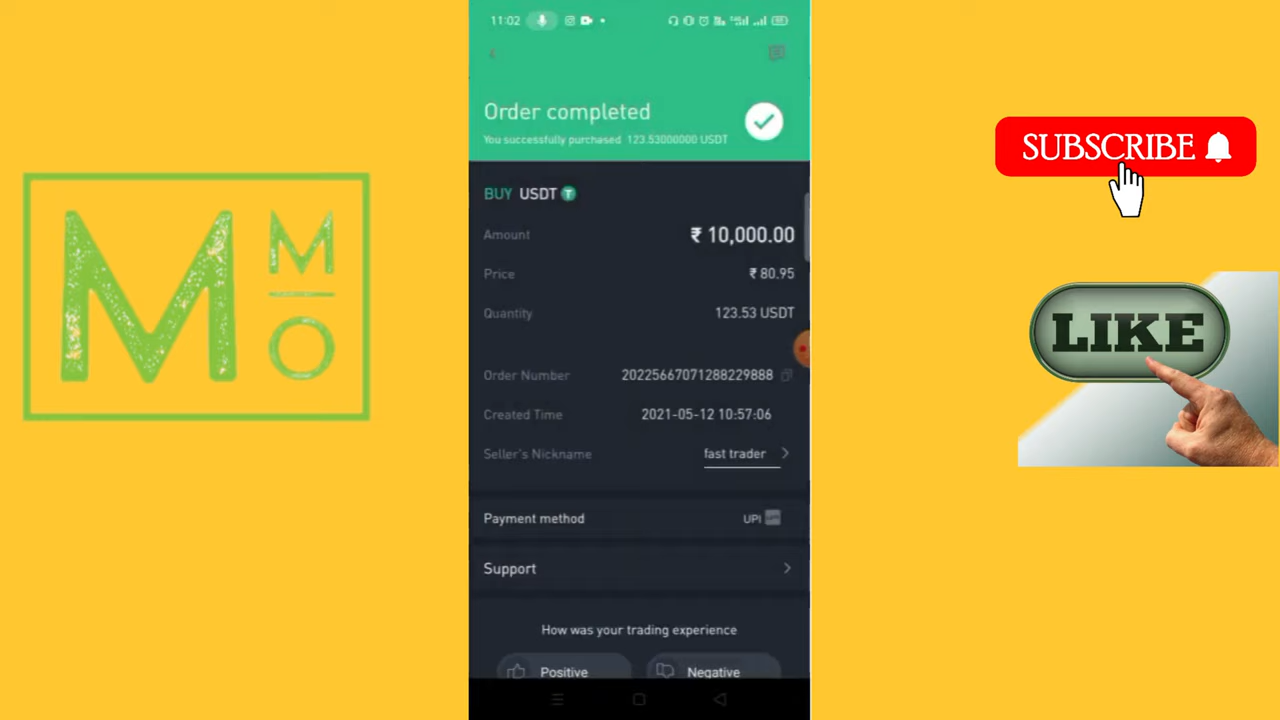 M
M
O
11:02
Order completed
You successfully purchased 123.53000000 USDT
BUY USDT
Amount ₹ 10,000.00
Price ₹ 80.95
Quantity 123.53 USDT
Order Number 20225667071288229888
Created Time 2021-05-12 10:57:06
Seller's Nickname fast trader
Payment method UPI
Support
How was your trading experience
Positive Negative
SUBSCRIBE
LIKE